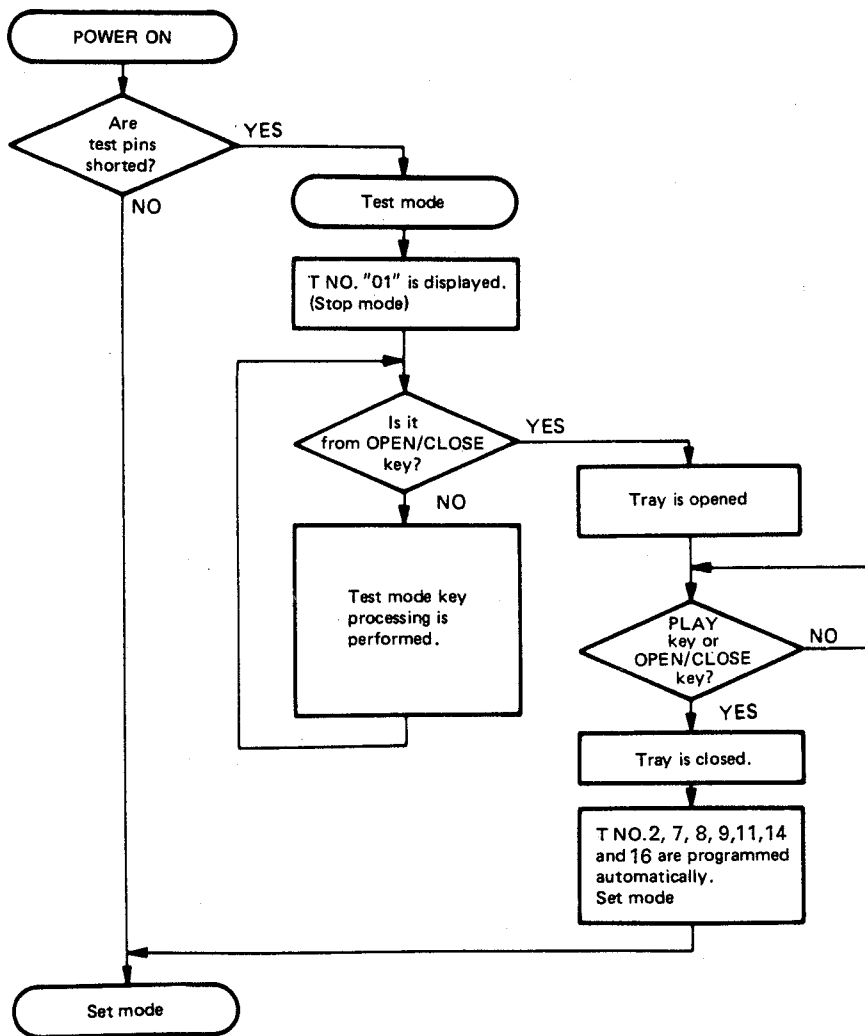 POWER ON
Are
test pins
shorted?
YES
NO
Test mode
T NO. "01" is displayed.
(Stop mode)
Is it
from OPEN/CLOSE
key?
YES
NO
Tray is opened
Test mode key
processing is
performed.
PLAY
key or
OPEN/CLOSE
key?
NO
YES
Tray is closed.
T NO.2, 7, 8, 9,11,14
and 16 are programmed
automatically.
Set mode
Set mode